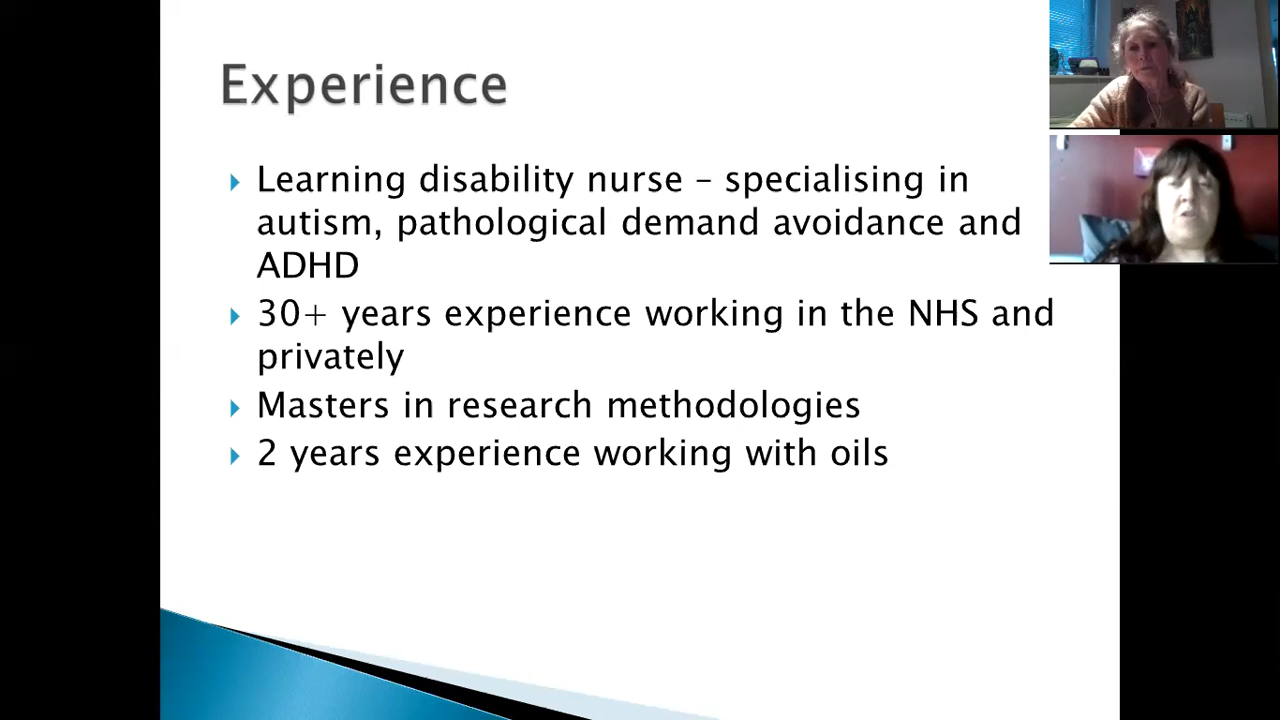 Experience
Learning disability nurse – specialising in
autism, pathological demand avoidance and
ADHD
30+ years experience working in the NHS and
privately
Masters in research methodologies
2 years experience working with oils